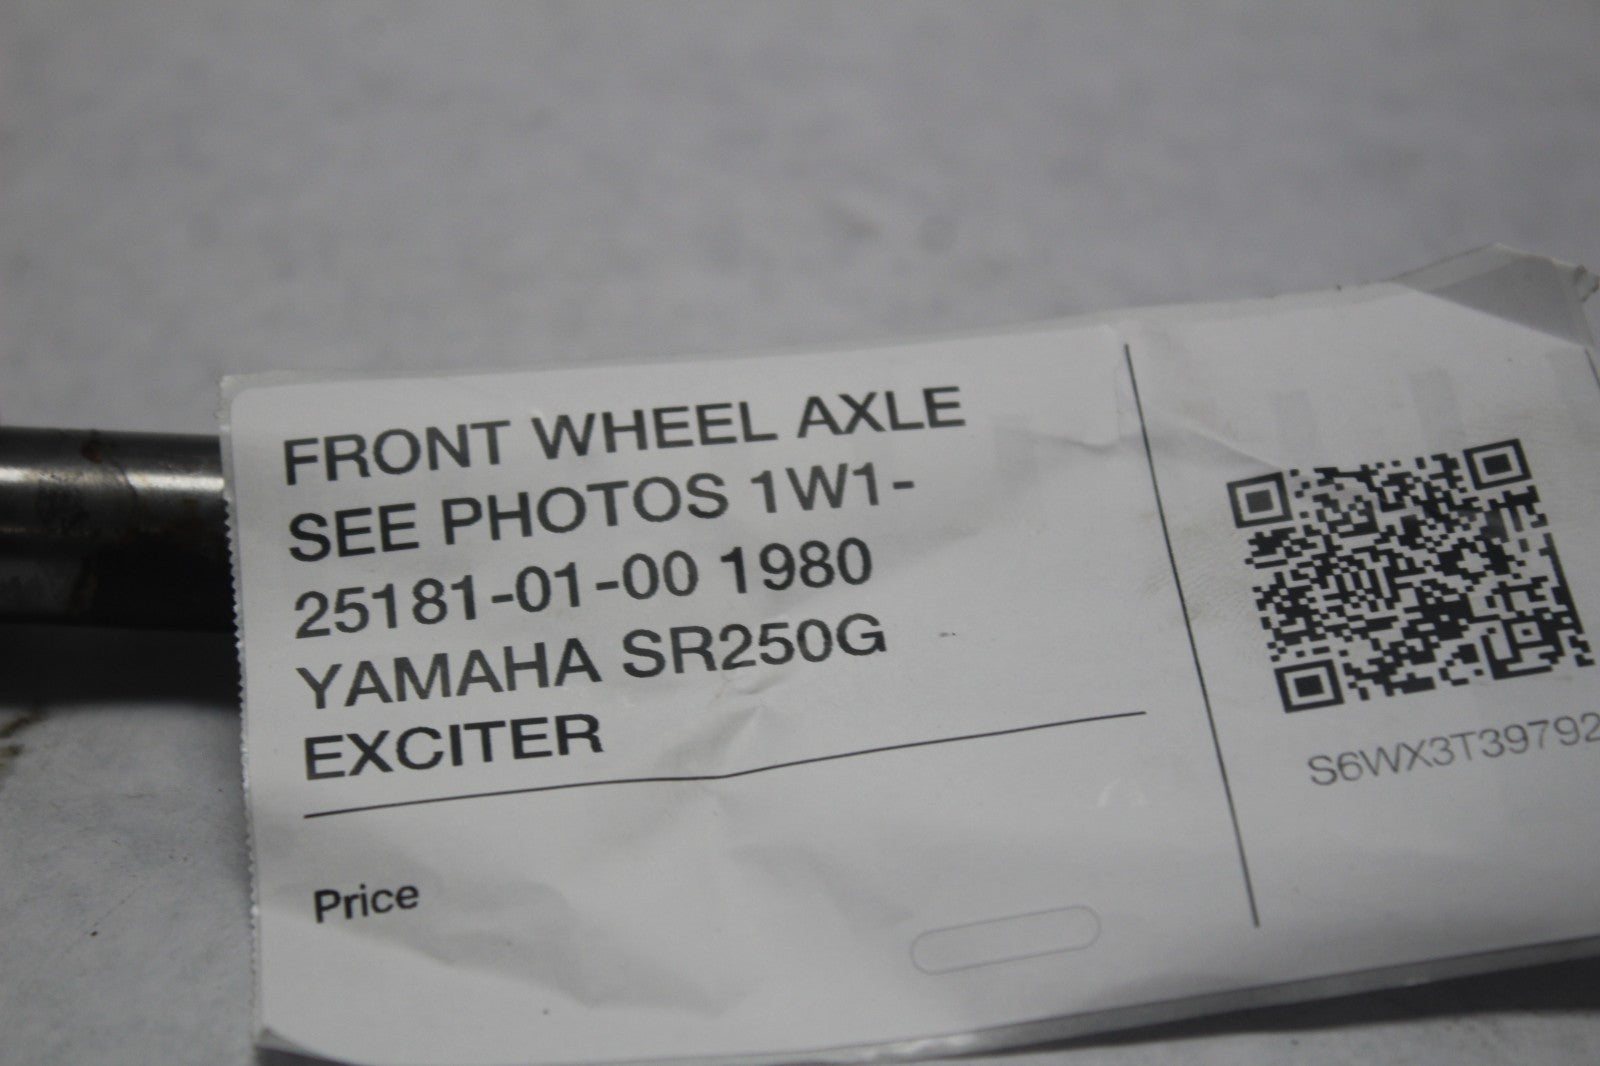 FRONT WHEEL AXLE
SEE PHOTOS 1W1-
25181-01-00 1980
YAMAHA SR250G
EXCITER
Price
S6WX3T39792